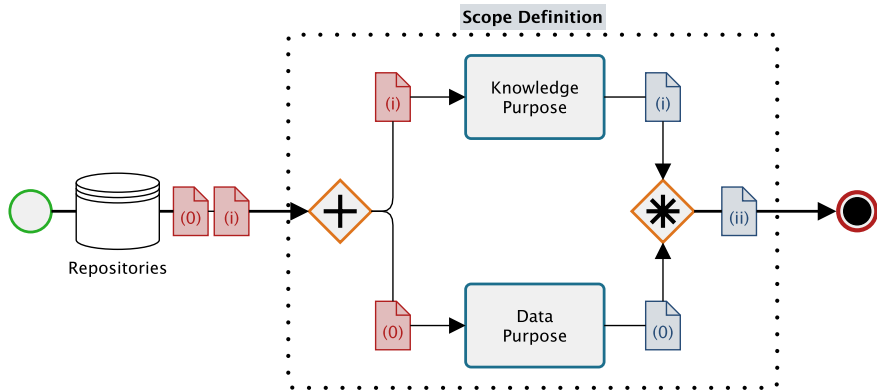 Scope Definition
(i)
Knowledge
Purpose
(i)
(0)
(i)
(ii)
Repositories
(0)
Data
Purpose
(0)